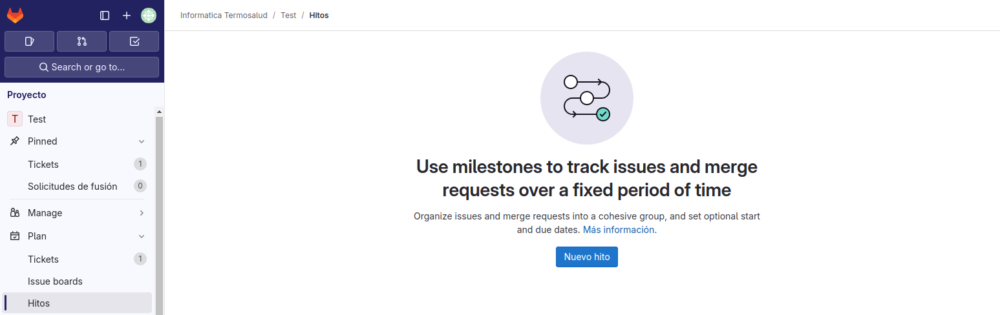 Search or go to...
Proyecto
T Test
Pinned
Tickets 1
Solicitudes de fusión 0
Manage
Plan
Tickets 1
Issue boards
Hitos
Informatica Termosalud / Test / Hitos
Use milestones to track issues and merge
requests over a fixed period of time
Organize issues and merge requests into a cohesive group, and set optional start
and due dates. Más información.
Nuevo hito